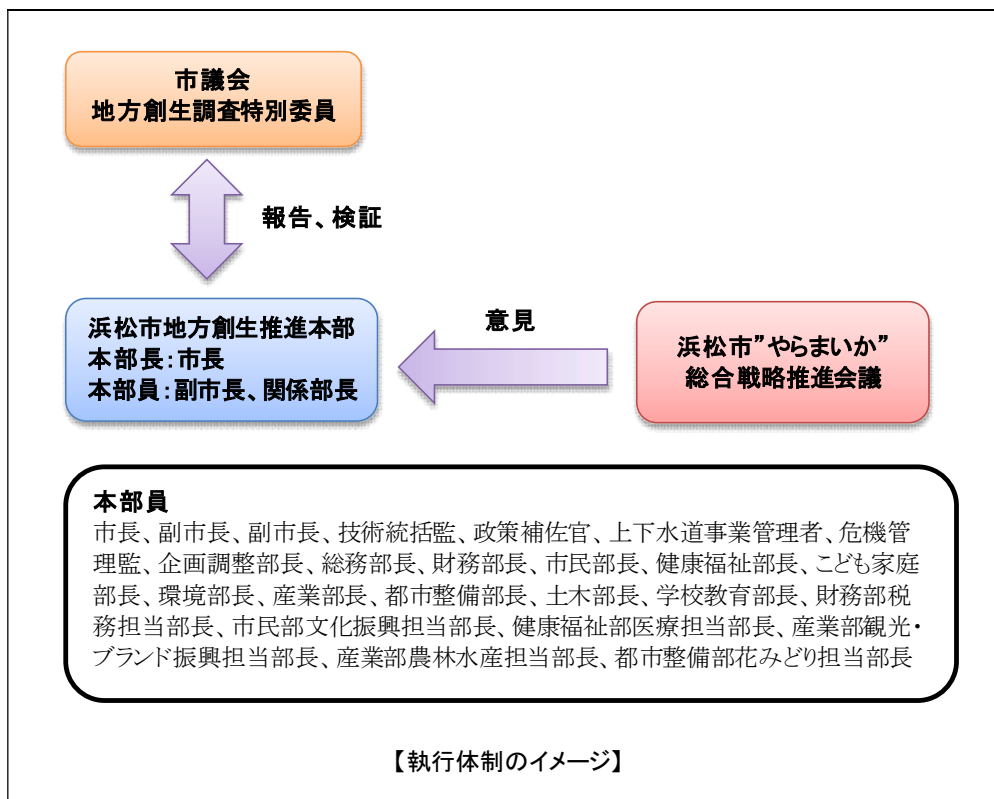 市議会
地方創生調査特別委員
報告、検証
浜松市地方創生推進本部
本部長:市長
本部員:副市長、関係部長
意見
浜松市”やらまいか”
総合戦略推進会議
本部員
市長、副市長、副市長、技術統括監、政策補佐官、上下水道事業管理者、危機管
理監、企画調整部長、総務部長、財務部長、市民部長、健康福祉部長、こども家庭
部長、環境部長、産業部長、都市整備部長、土木部長、学校教育部長、財務部税
務担当部長、市民部文化振興担当部長、健康福祉部医療担当部長、産業部観光・
ブランド振興担当部長、産業部農林水産担当部長、都市整備部花みどり担当部長
【執行体制のイメージ】